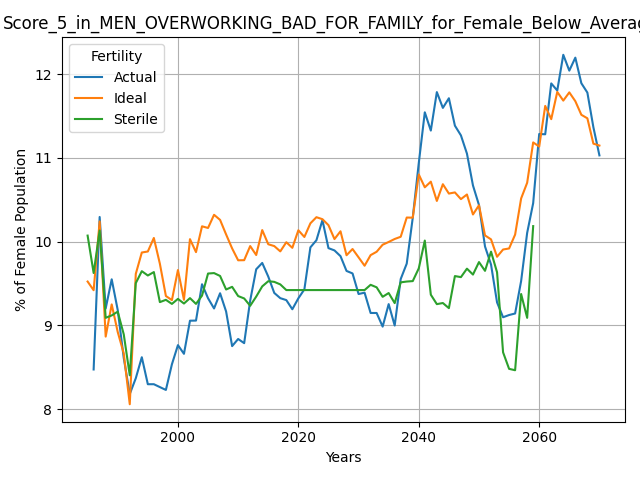 Score_5_in_MEN_OVERWORKING_BAD_FOR_FAMILY_for_Female_Below_Averag
Fertility
Actual
Ideal
Sterile
% of Female Population
12
11
10
9
8
2000 2020 2040 2060
Years